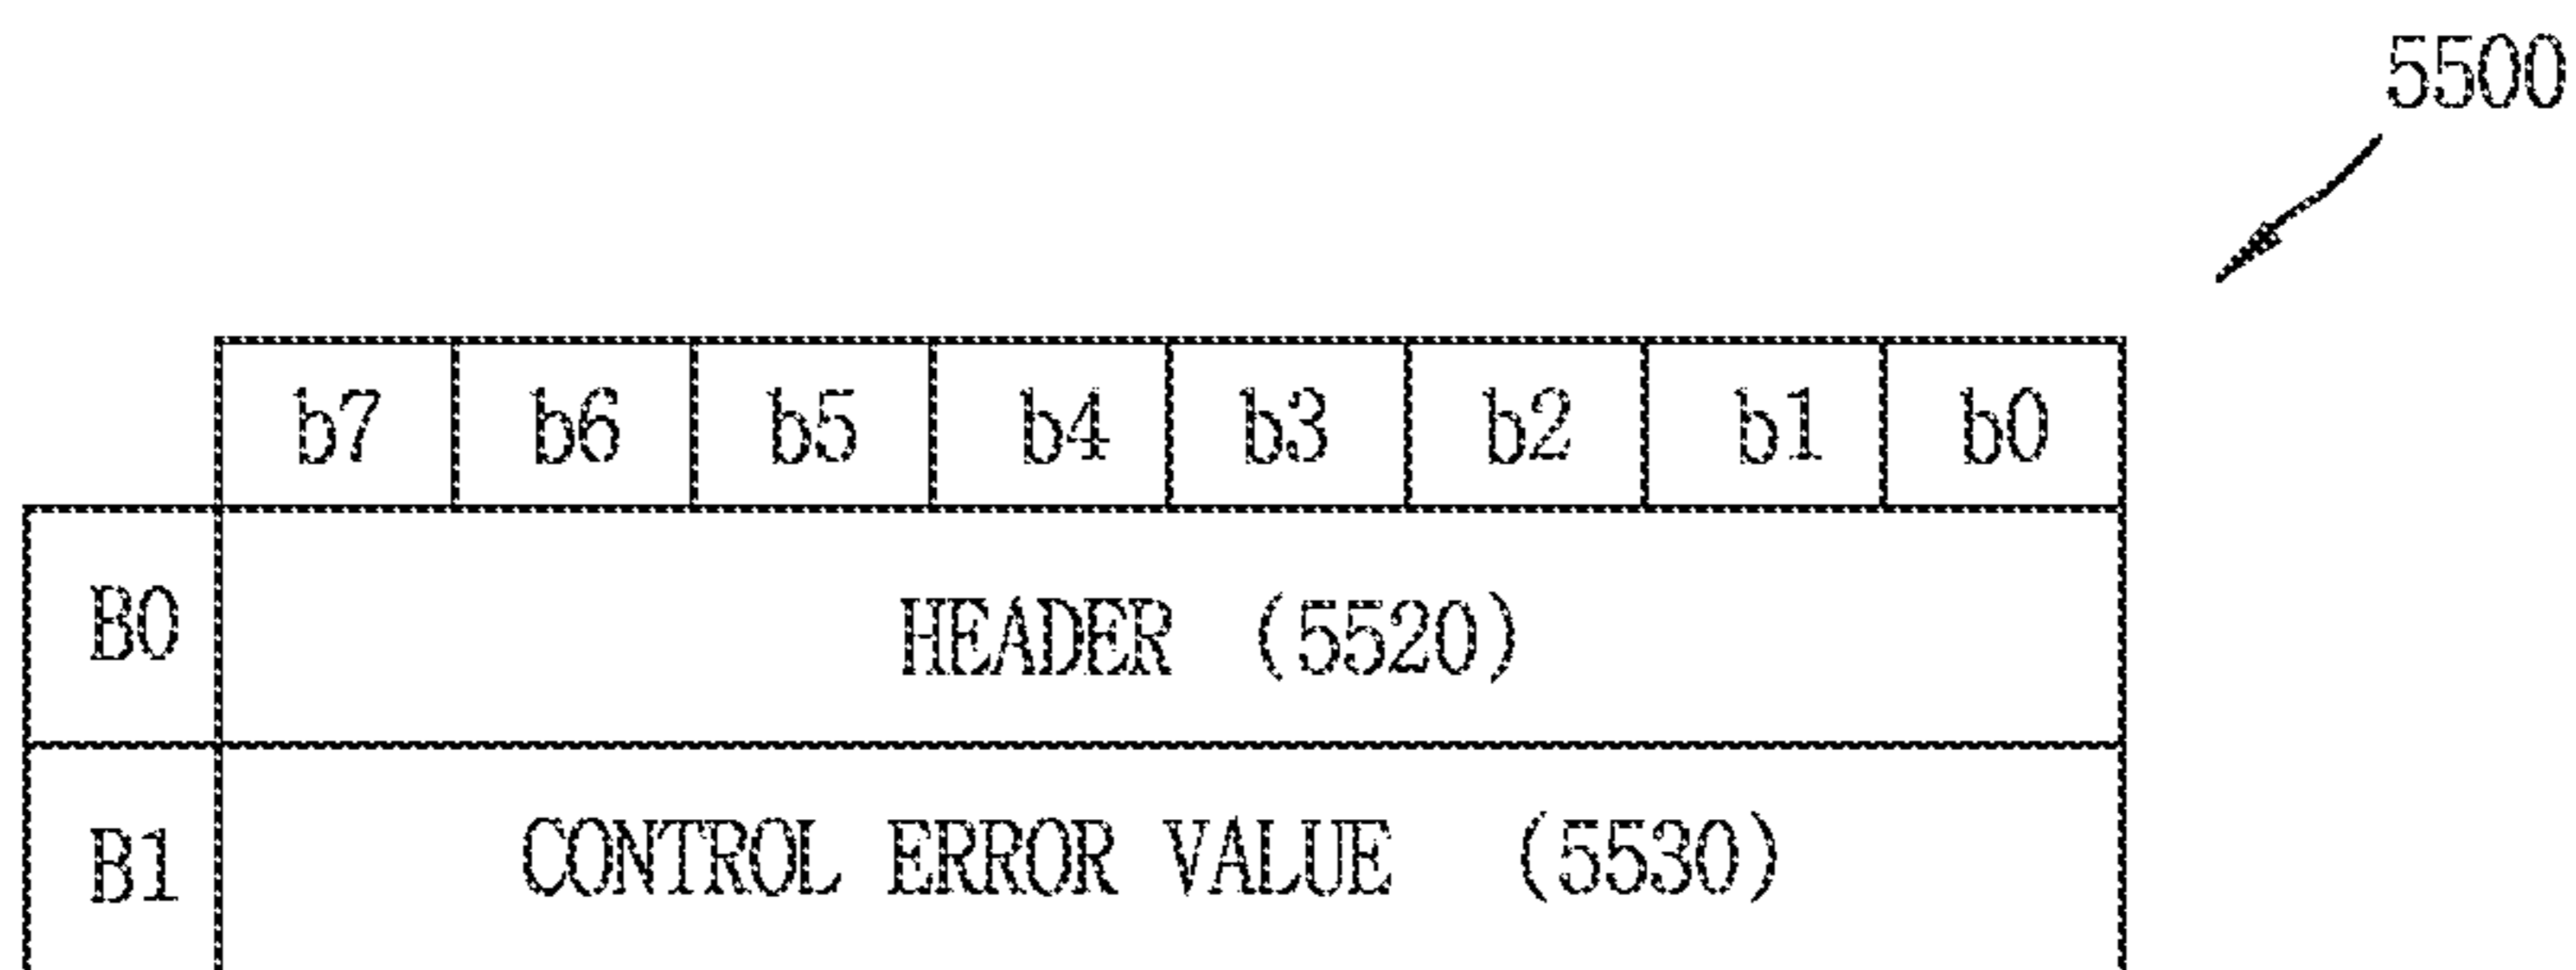 5500
b7 b6 b5 b4 b3 b2 b1 b0
B0 HEADER (5520)
B1 CONTROL ERROR VALUE (5530)